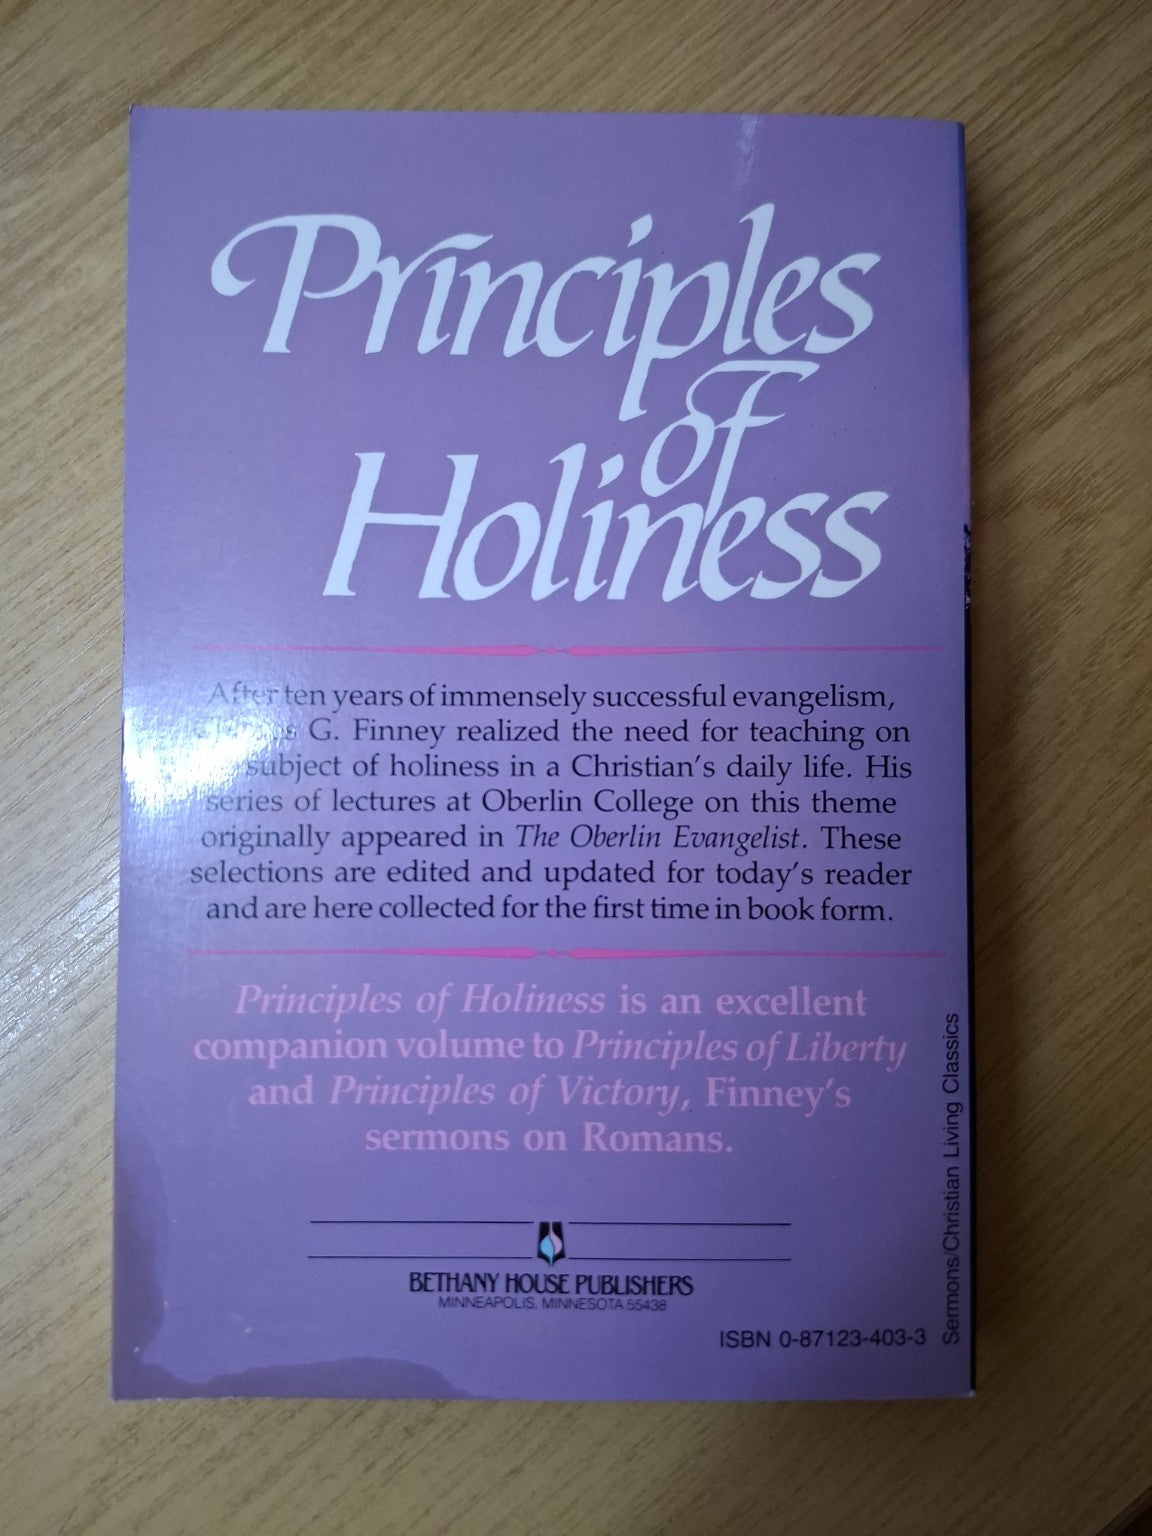 Principles
of
Holiness
After ten years of immensely successful evangelism,
G. Finney realized the need for teaching on
subject of holiness in a Christian's daily life. His
series of lectures at Oberlin College on this theme
originally appeared in The Oberlin Evangelist. These
selections are edited and updated for today's reader
and are here collected for the first time in book form.
Principles of Holiness is an excellent
companion volume to Principles of Liberty
and Principles of Victory, Finney's
sermons on Romans.
BETHANY HOUSE PUBLISHERS
MINNEAPOLIS, MINNESOTA 55438
ISBN 0-87123-403-3
Sermons/Christian Living Classics